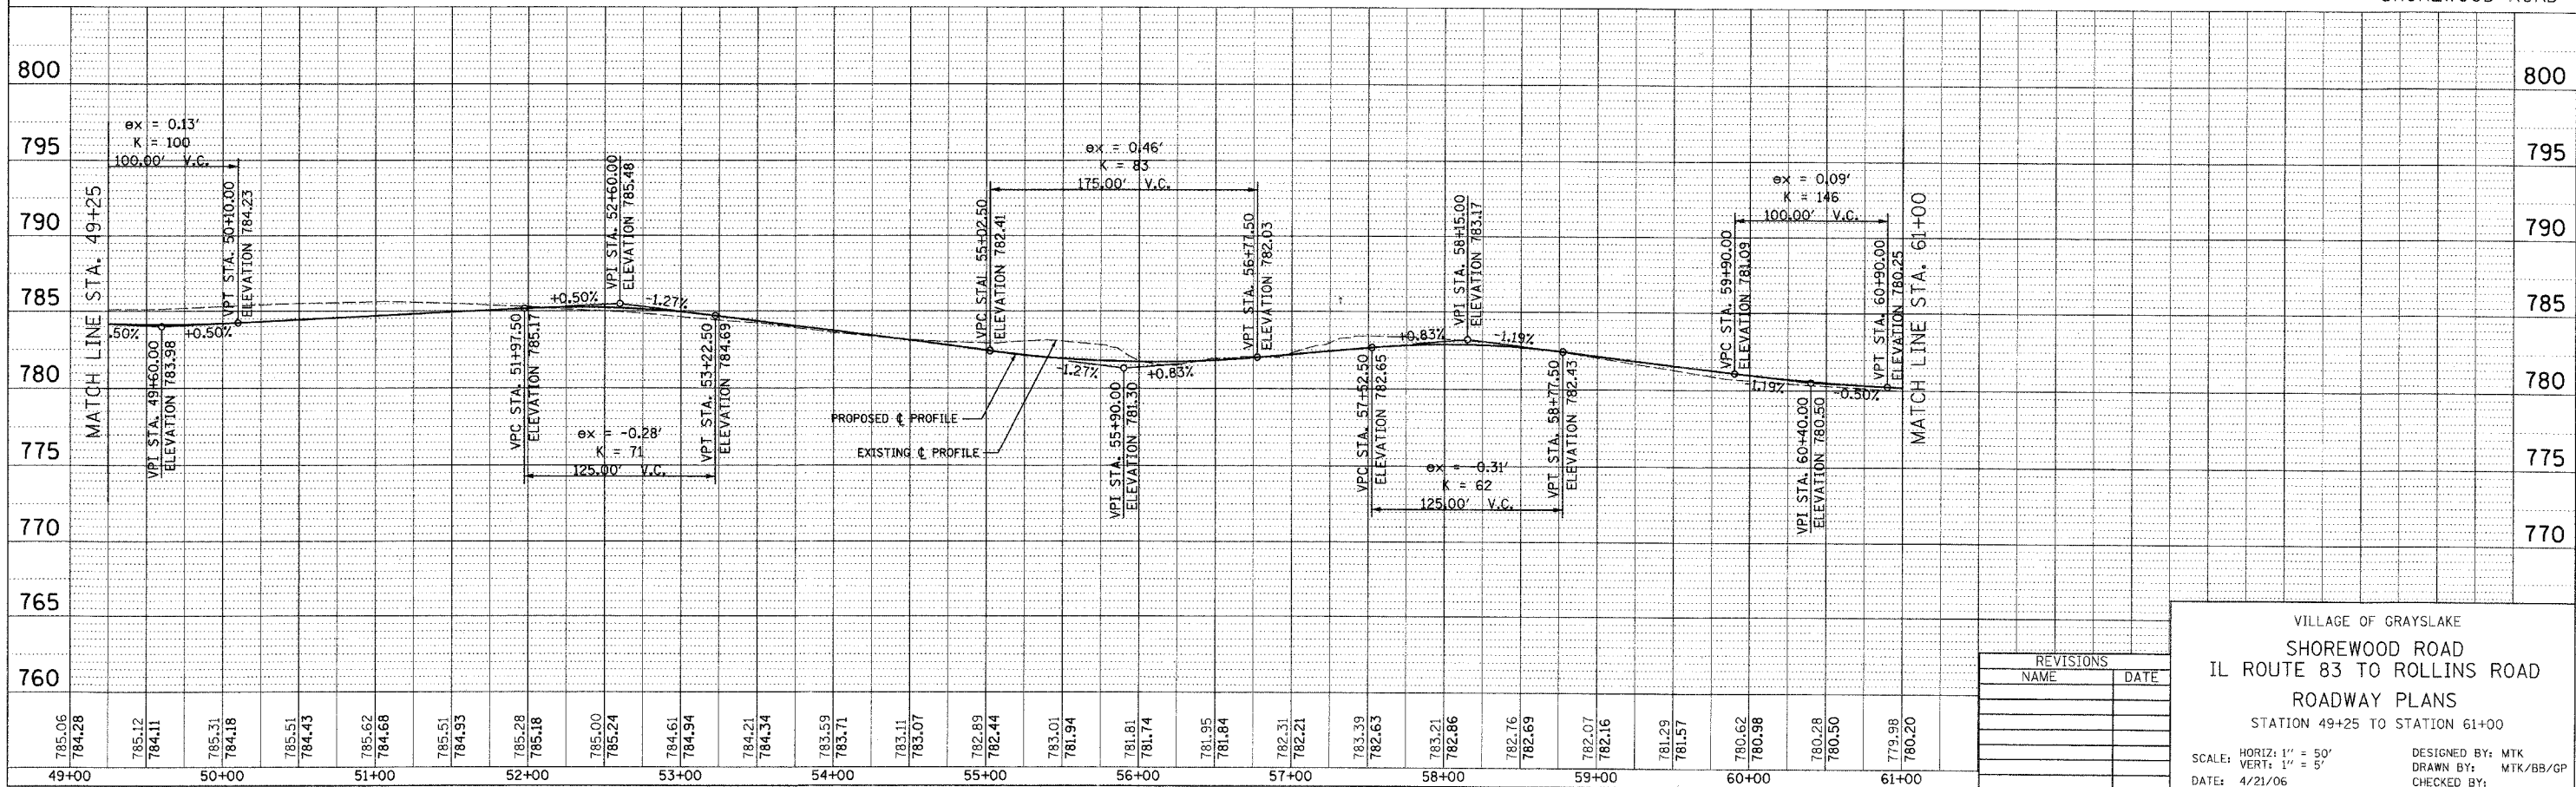 800
795
790
785
780
775
770
765
760
800
795
790
785
780
775
770
MATCH LINE STA. 49+25
ex = 0.13'
K = 100
100.00' V.C.
.50%
+0.50%
VPI STA. 49+60.00
ELEVATION 783.98
VPT STA. 50+10.00
ELEVATION 784.23
VPC STA. 51+97.50
ELEVATION 785.17
+0.50%
-1.27%
VPI STA. 52+60.00
ELEVATION 785.48
ex = -0.28'
K = 71
125.00' V.C.
VPT STA. 53+22.50
ELEVATION 784.69
PROPOSED ℄ PROFILE
EXISTING ℄ PROFILE
VPC STA. 55+02.50
ELEVATION 782.41
ex = 0.46'
K = 83
175.00' V.C.
-1.27%
+0.83%
VPI STA. 55+90.00
ELEVATION 781.30
VPT STA. 56+77.50
ELEVATION 782.03
VPC STA. 57+52.50
ELEVATION 782.65
+0.83%
-1.19%
VPI STA. 58+15.00
ELEVATION 783.17
ex = -0.31'
K = 62
125.00' V.C.
VPT STA. 58+77.50
ELEVATION 782.43
VPC STA. 59+90.00
ELEVATION 781.09
ex = 0.09'
K = 146
100.00' V.C.
-1.19%
-0.50%
VPI STA. 60+40.00
ELEVATION 780.50
VPT STA. 60+90.00
ELEVATION 780.25
MATCH LINE STA. 61+00
785.06 785.12 785.31 785.51 785.62 785.51 785.28 785.00 784.61 784.21 783.59 783.11 782.89 783.01 781.81 781.95 782.31 783.39 783.21 782.76 782.07 781.29 780.62 780.28 779.98
784.28 784.11 784.18 784.43 784.68 784.93 785.18 785.24 784.94 784.34 783.71 783.07 782.44 781.94 781.74 781.84 782.21 782.63 782.86 782.69 782.16 781.57 780.98 780.50 780.20
49+00 50+00 51+00 52+00 53+00 54+00 55+00 56+00 57+00 58+00 59+00 60+00 61+00
REVISIONS
NAME DATE
VILLAGE OF GRAYSLAKE
SHOREWOOD ROAD
IL ROUTE 83 TO ROLLINS ROAD
ROADWAY PLANS
STATION 49+25 TO STATION 61+00
SCALE: HORIZ: 1" = 50'
VERT: 1" = 5'
DATE: 4/21/06
DESIGNED BY: MTK
DRAWN BY: MTK/BB/GP
CHECKED BY: